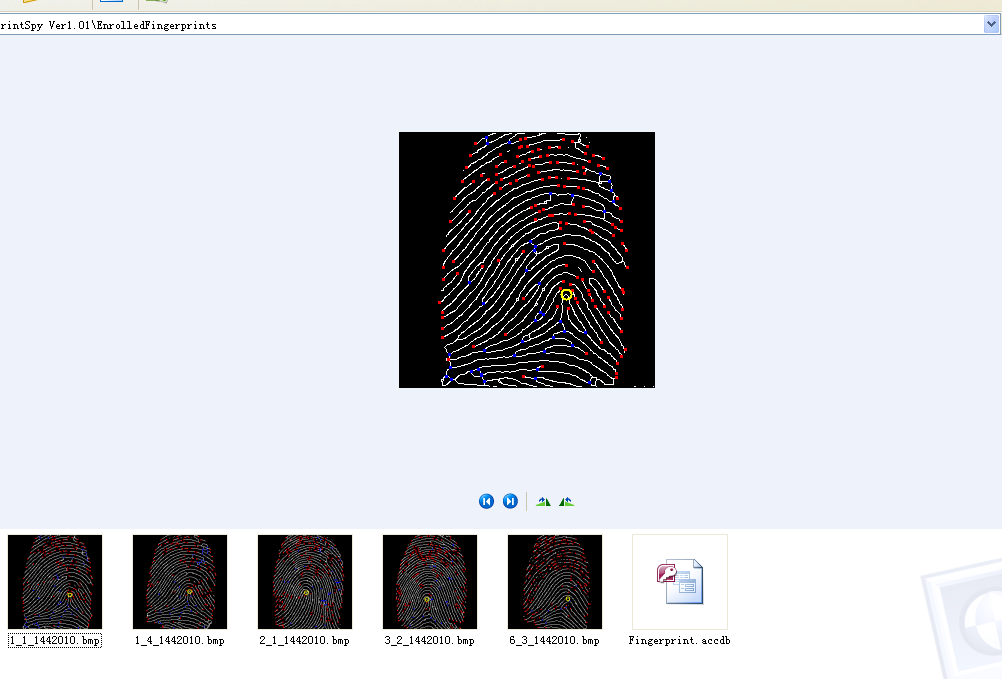 rintSpy Ver1.01\EnrolledFingerprints
1_1_1442010.bmp
1_4_1442010.bmp
2_1_1442010.bmp
3_2_1442010.bmp
6_3_1442010.bmp
Fingerprint.accdb